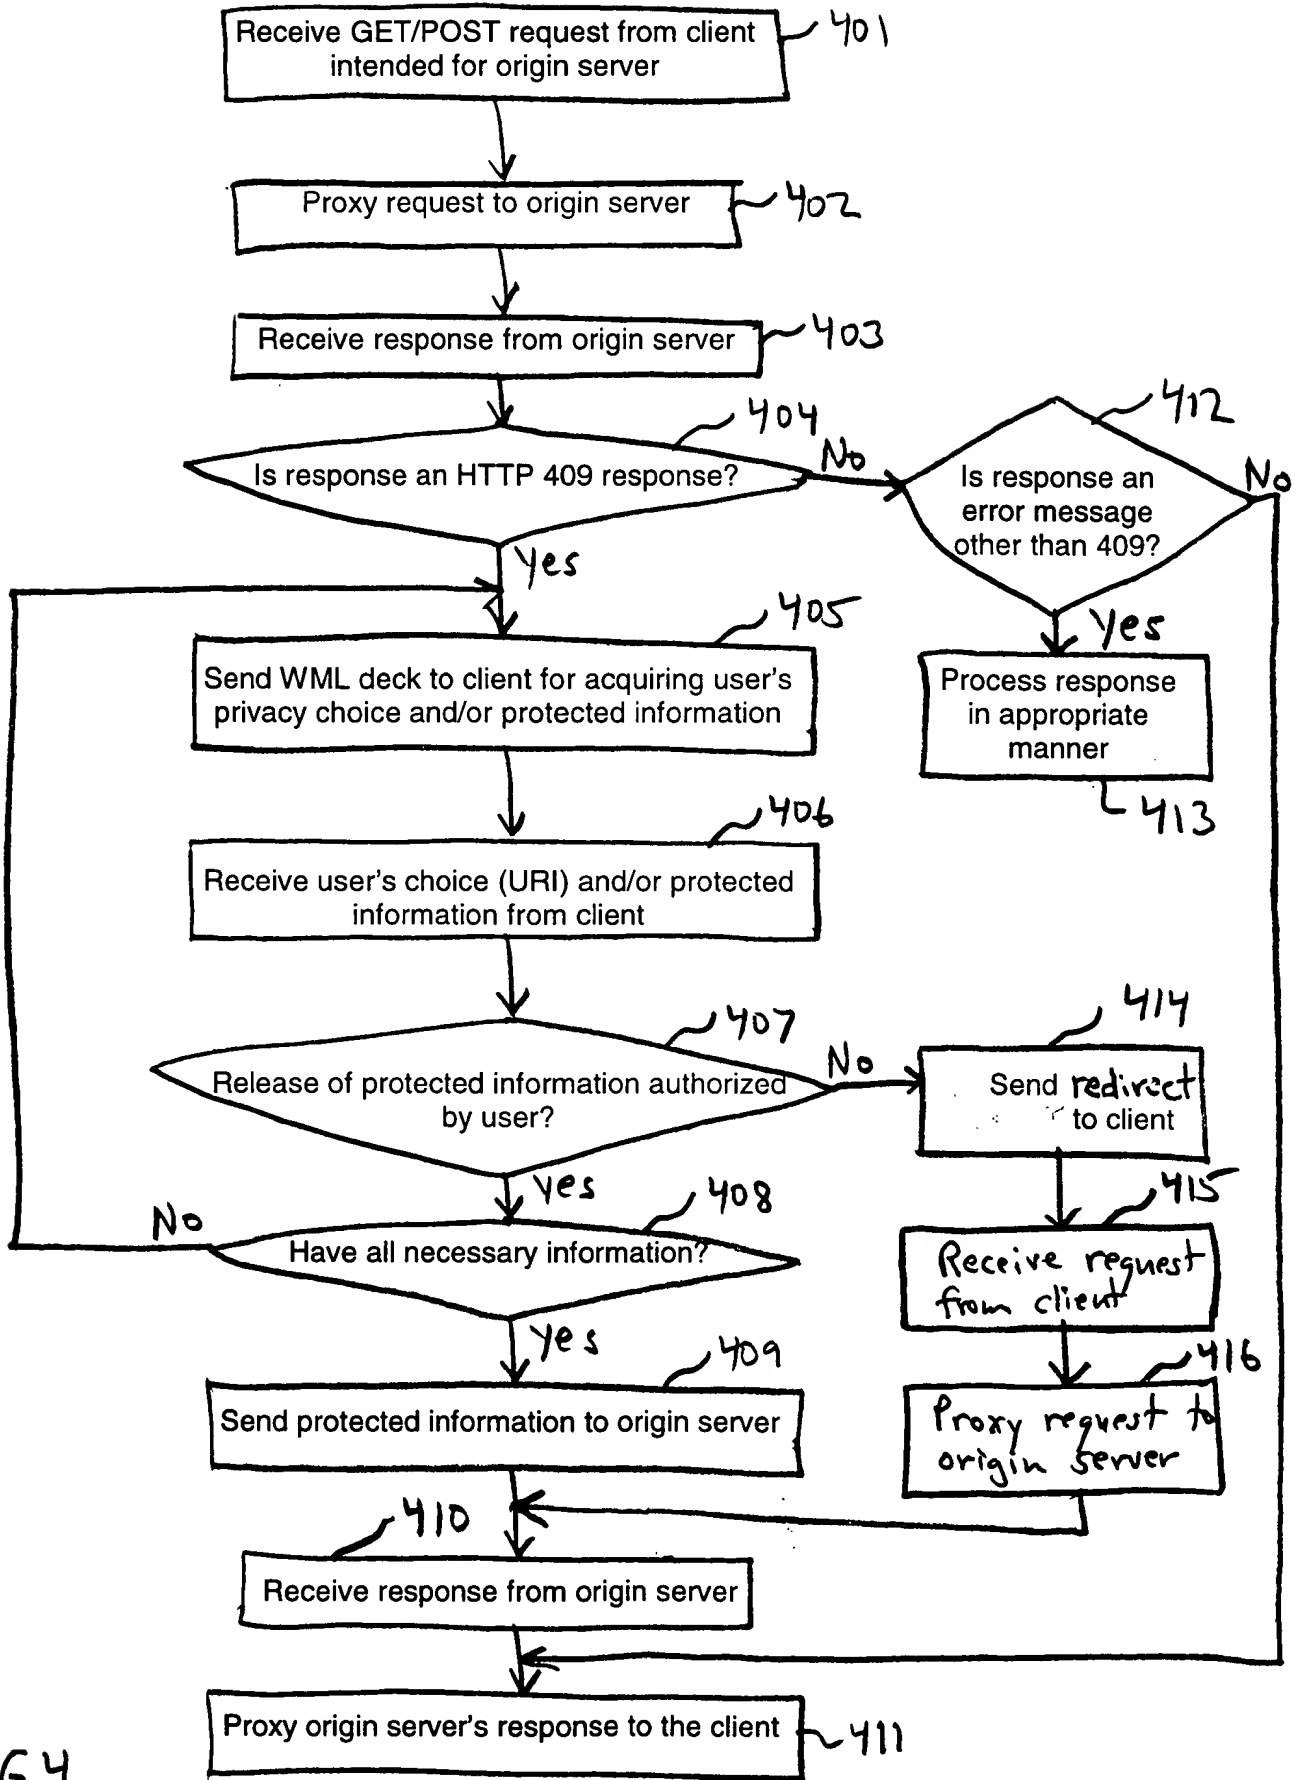 Receive GET/POST request from client
intended for origin server
401
Proxy request to origin server
402
Receive response from origin server
403
Is response an HTTP 409 response?
404
No
Yes
Is response an
error message
other than 409?
412
No
Yes
Process response
in appropriate
manner
413
Send WML deck to client for acquiring user's
privacy choice and/or protected information
405
Receive user's choice (URI) and/or protected
information from client
406
Release of protected information authorized
by user?
407
No
Yes
Send redirect
to client
414
Receive request
from client
415
Proxy request to
origin server
416
Have all necessary information?
408
No
Yes
Send protected information to origin server
409
Receive response from origin server
410
Proxy origin server's response to the client
411
G 4